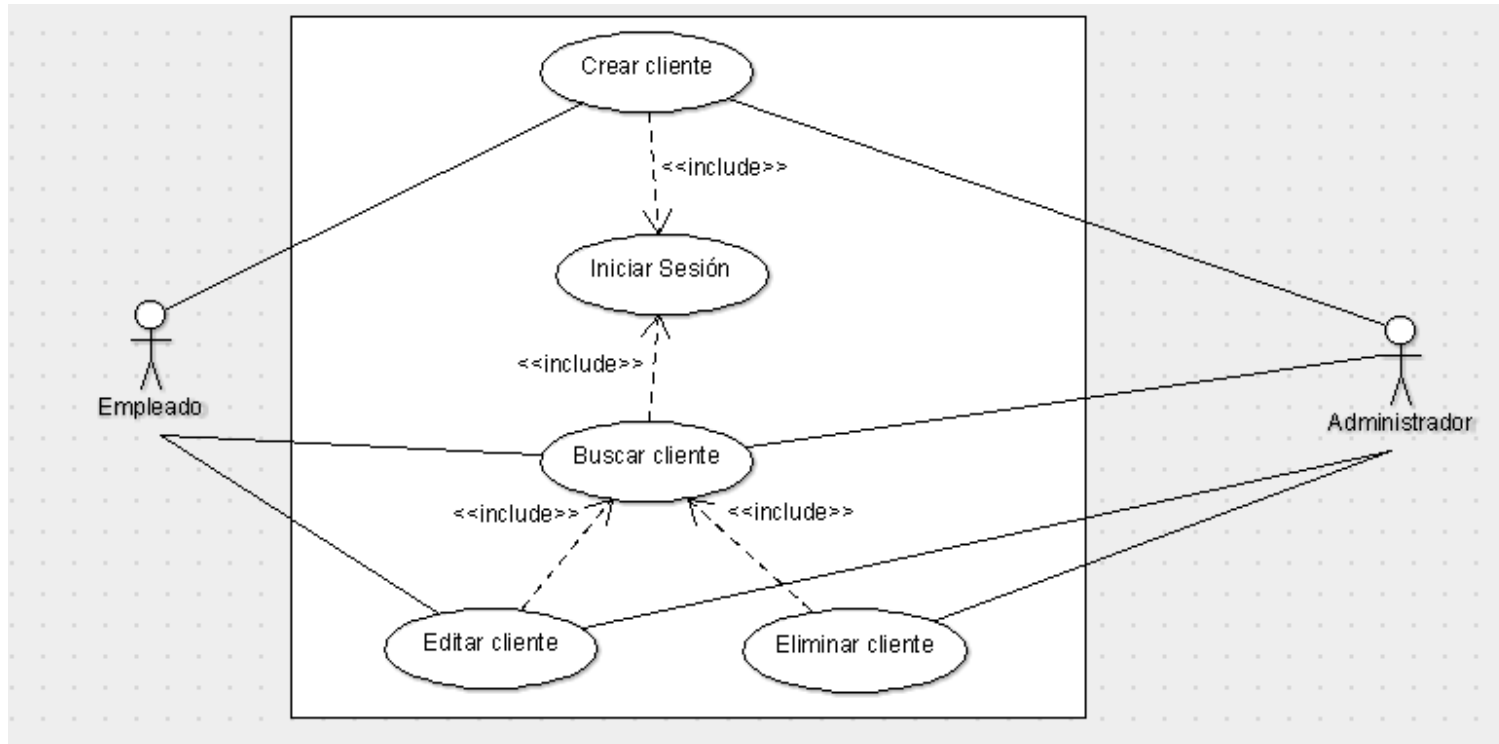 Crear cliente
<<include>>
Iniciar Sesión
<<include>>
Empleado
Administrador
Buscar cliente
<<include>>
<<include>>
Editar cliente
Eliminar cliente